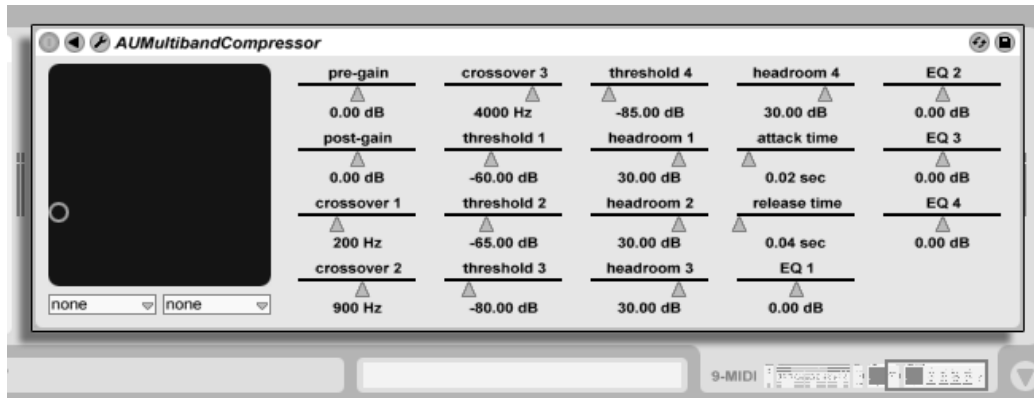 AUMultibandCompressor
pre-gain crossover 3 threshold 4 headroom 4 EQ 2
0.00 dB 4000 Hz -85.00 dB 30.00 dB 0.00 dB
post-gain threshold 1 headroom 1 attack time EQ 3
0.00 dB -60.00 dB 30.00 dB 0.02 sec 0.00 dB
crossover 1 threshold 2 headroom 2 release time EQ 4
200 Hz -65.00 dB 30.00 dB 0.04 sec 0.00 dB
crossover 2 threshold 3 headroom 3 EQ 1
900 Hz -80.00 dB 30.00 dB 0.00 dB
none none
9-MIDI